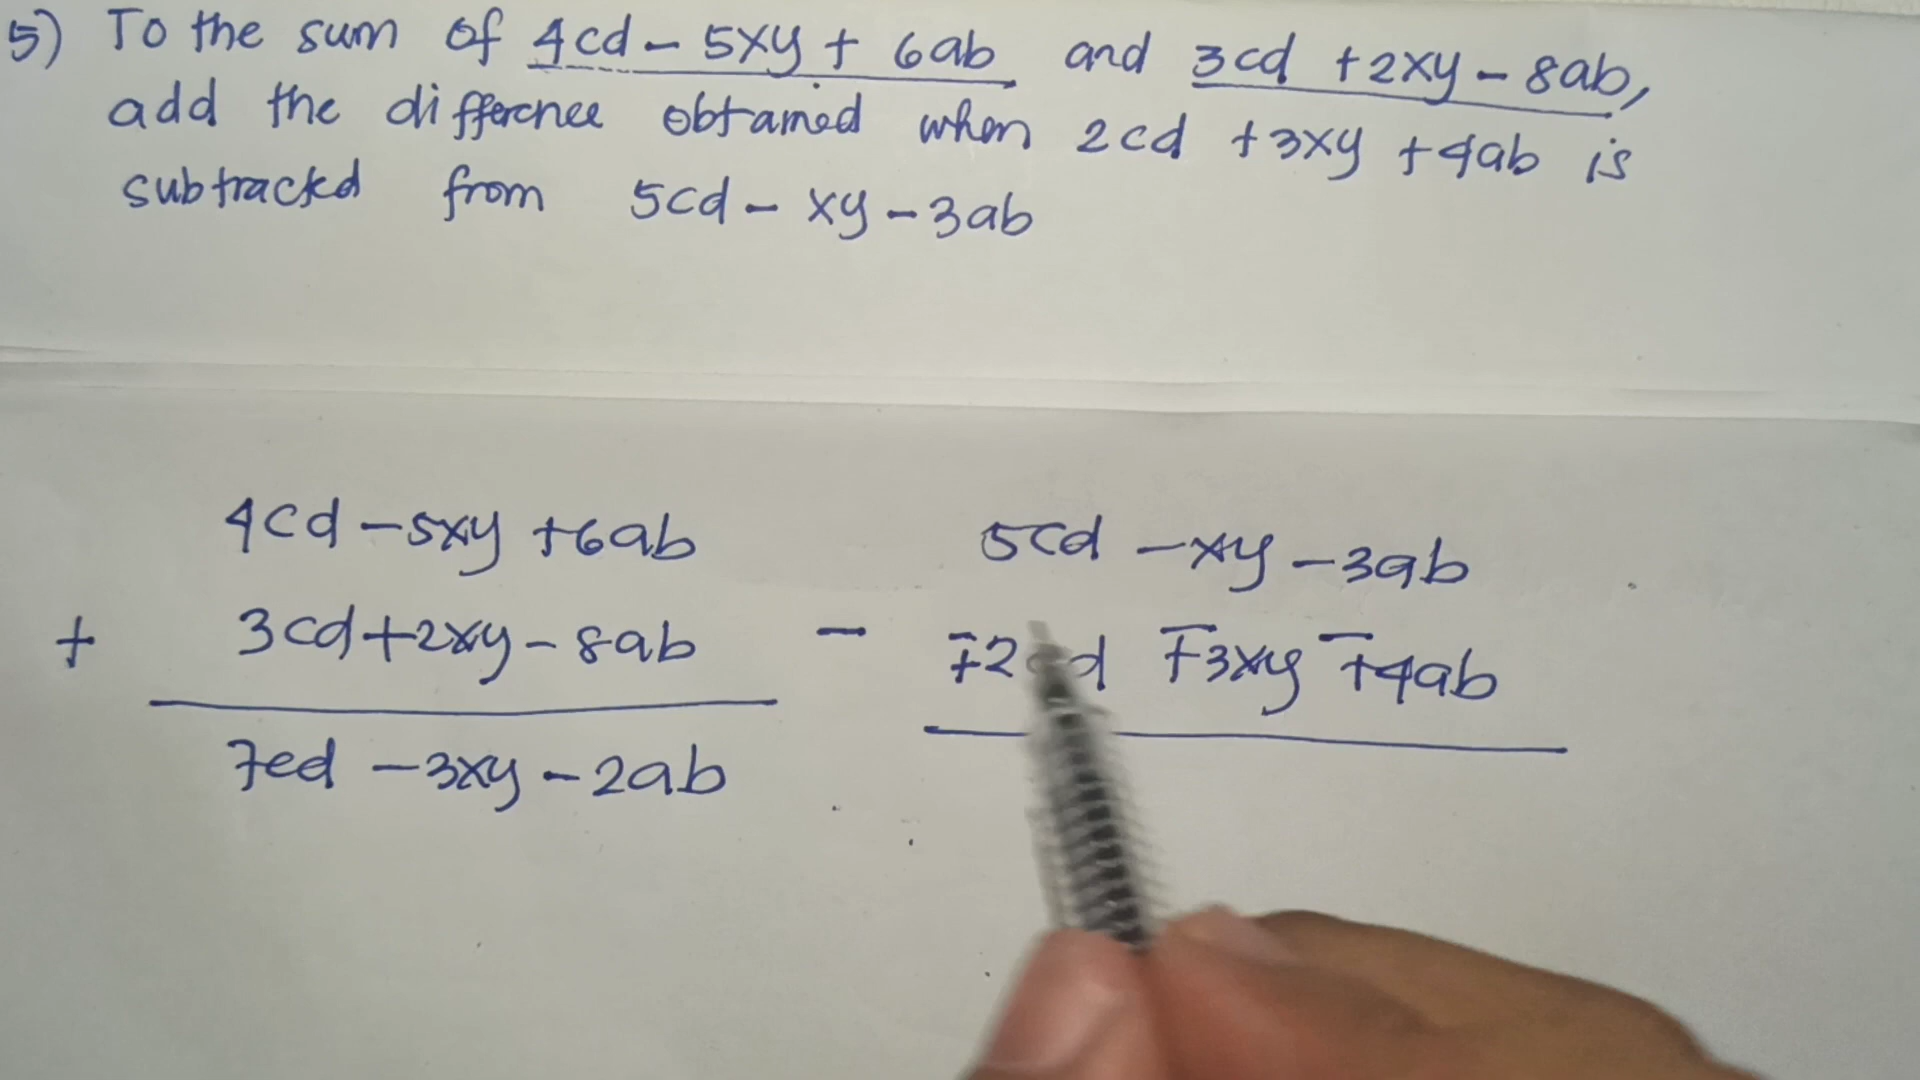 5) To the sum of 4cd - 5xy + 6ab and 3cd + 2xy - 8ab,
add the difference obtained when 2cd + 3xy + 4ab is
subtracted from 5cd - xy - 3ab
4cd - 5xy + 6ab
+ 3cd + 2xy - 8ab
7cd - 3xy - 2ab
5cd - xy - 3ab
- ∓2cd ∓3xy ∓4ab